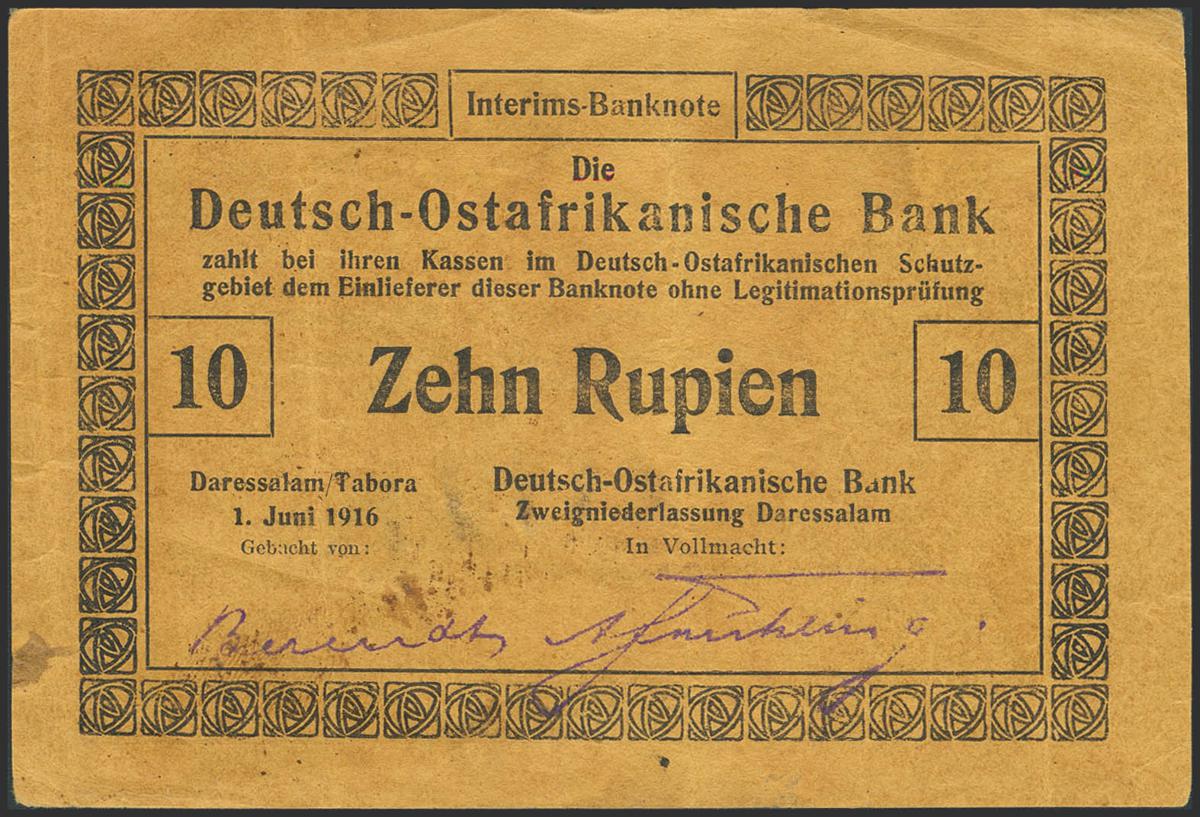 Interims-Banknote
Die
Deutsch-Ostafrikanische Bank
zahlt bei ihren Kassen im Deutsch-Ostafrikanischen Schutz-
gebiet dem Einlieferer dieser Banknote ohne Legitimationsprüfung
10 Zehn Rupien 10
Daressalam/Tabora
1. Juni 1916
Gebucht von:
Deutsch-Ostafrikanische Bank
Zweigniederlassung Daressalam
In Vollmacht:
Berendt